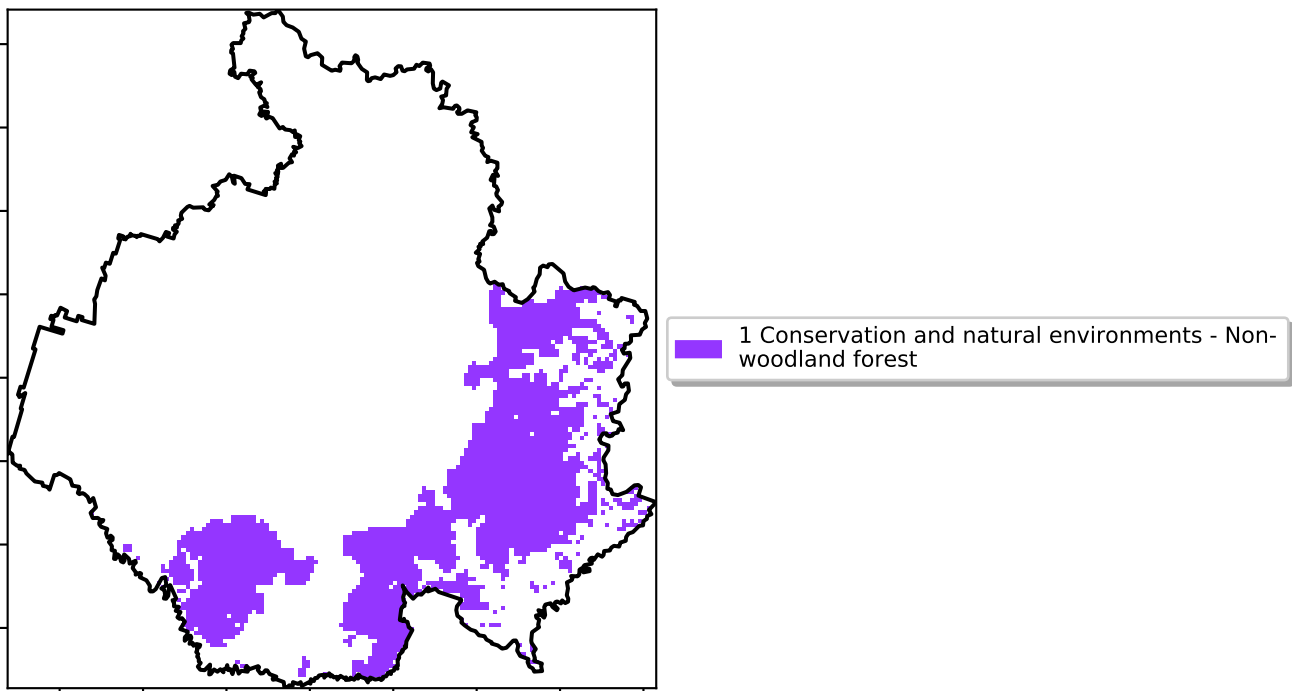 1 Conservation and natural environments - Non-
woodland forest